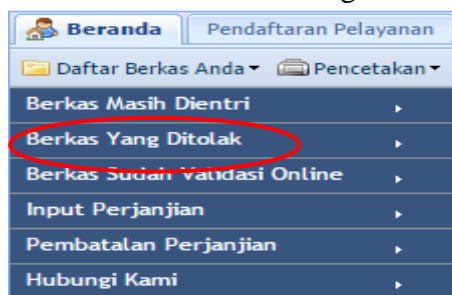 Beranda Pendaftaran Pelayanan
Daftar Berkas Anda Pencetakan
Berkas Masih Dientri
Berkas Yang Ditolak
Berkas Sudah Validasi Online
Input Perjanjian
Pembatalan Perjanjian
Hubungi Kami